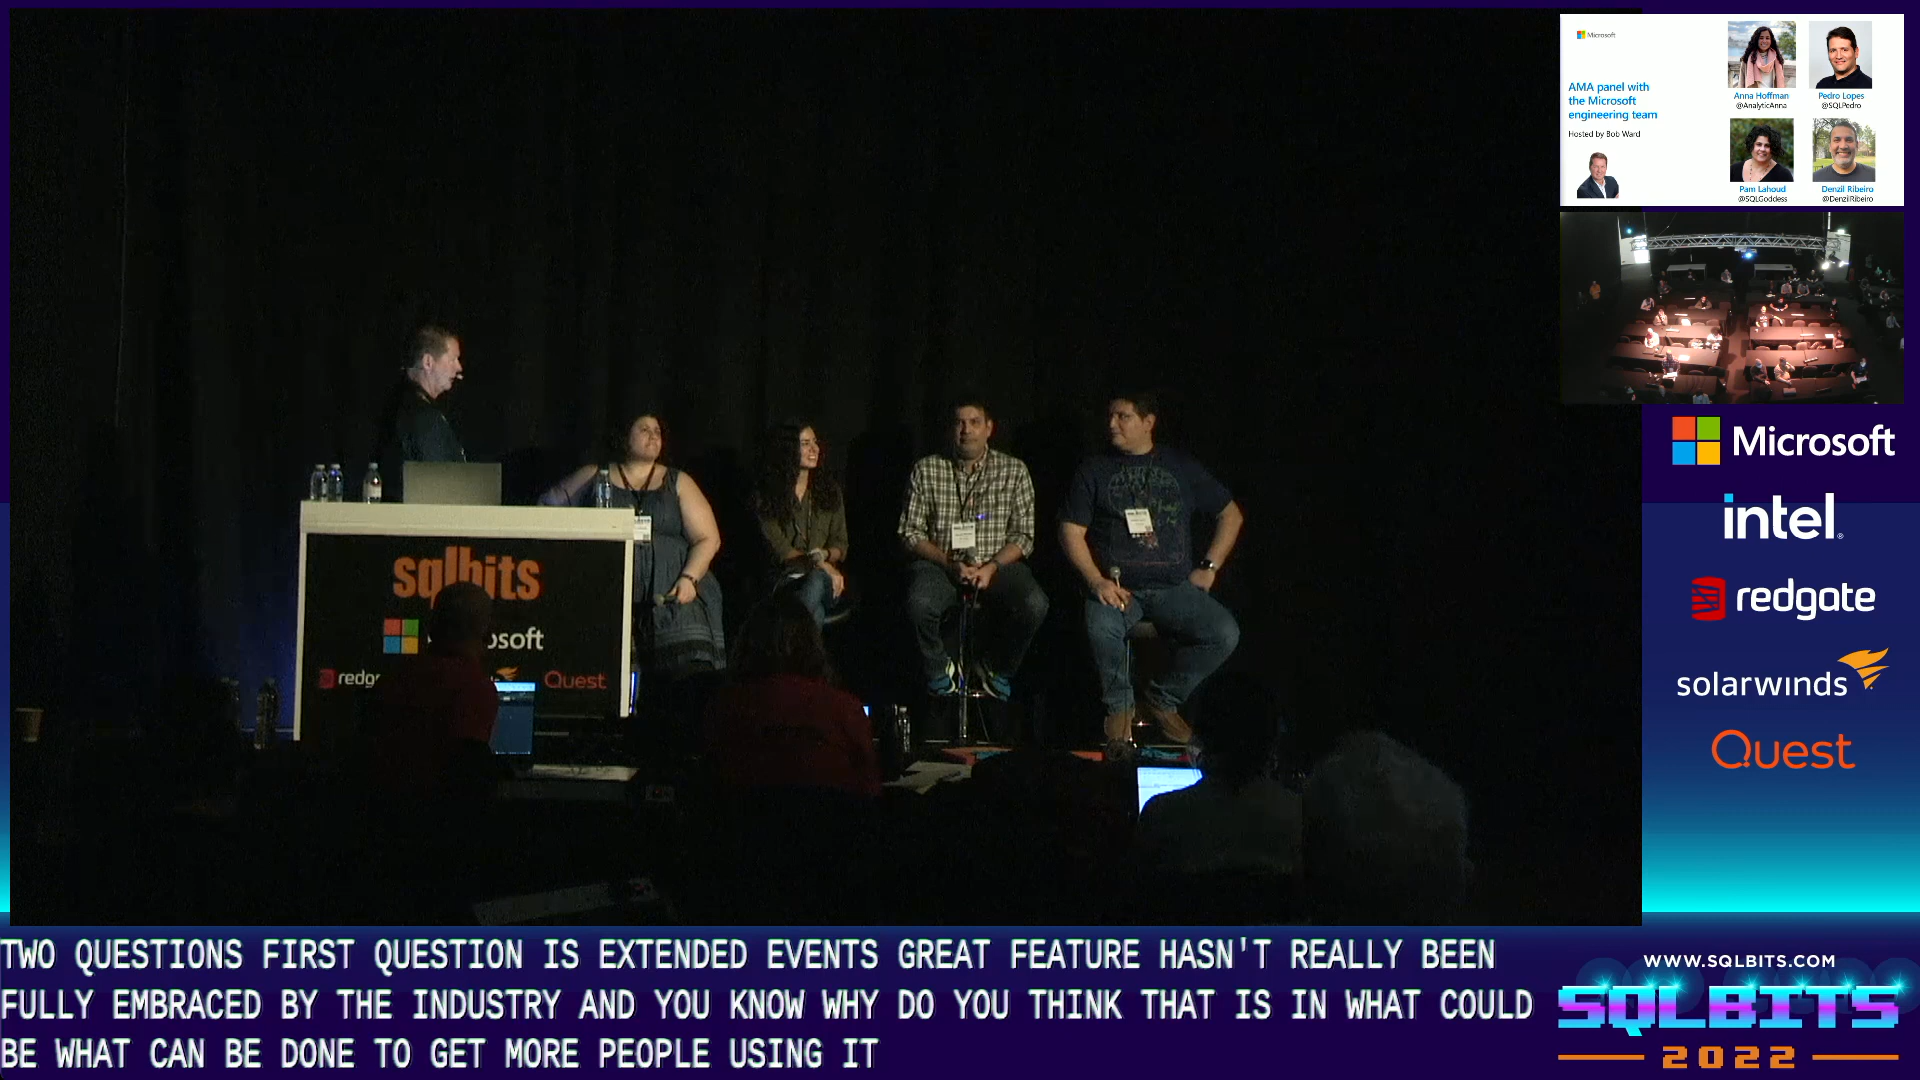 Microsoft
AMA panel with
the Microsoft
engineering team
Hosted by Bob Ward
Anna Hoffman
@AnalyticAnna
Pedro Lopes
@SQLPedro
Pam Lahoud
@SQLGoddess
Denzil Ribeiro
@DenzilRibeiro
Microsoft
intel
redgate
solarwinds
Quest
sqlbits
osoft
redg
Quest
TWO QUESTIONS FIRST QUESTION IS EXTENDED EVENTS GREAT FEATURE HASN'T REALLY BEEN
FULLY EMBRACED BY THE INDUSTRY AND YOU KNOW WHY DO YOU THINK THAT IS IN WHAT COULD
BE WHAT CAN BE DONE TO GET MORE PEOPLE USING IT
WWW.SQLBITS.COM
SQLBITS
2022